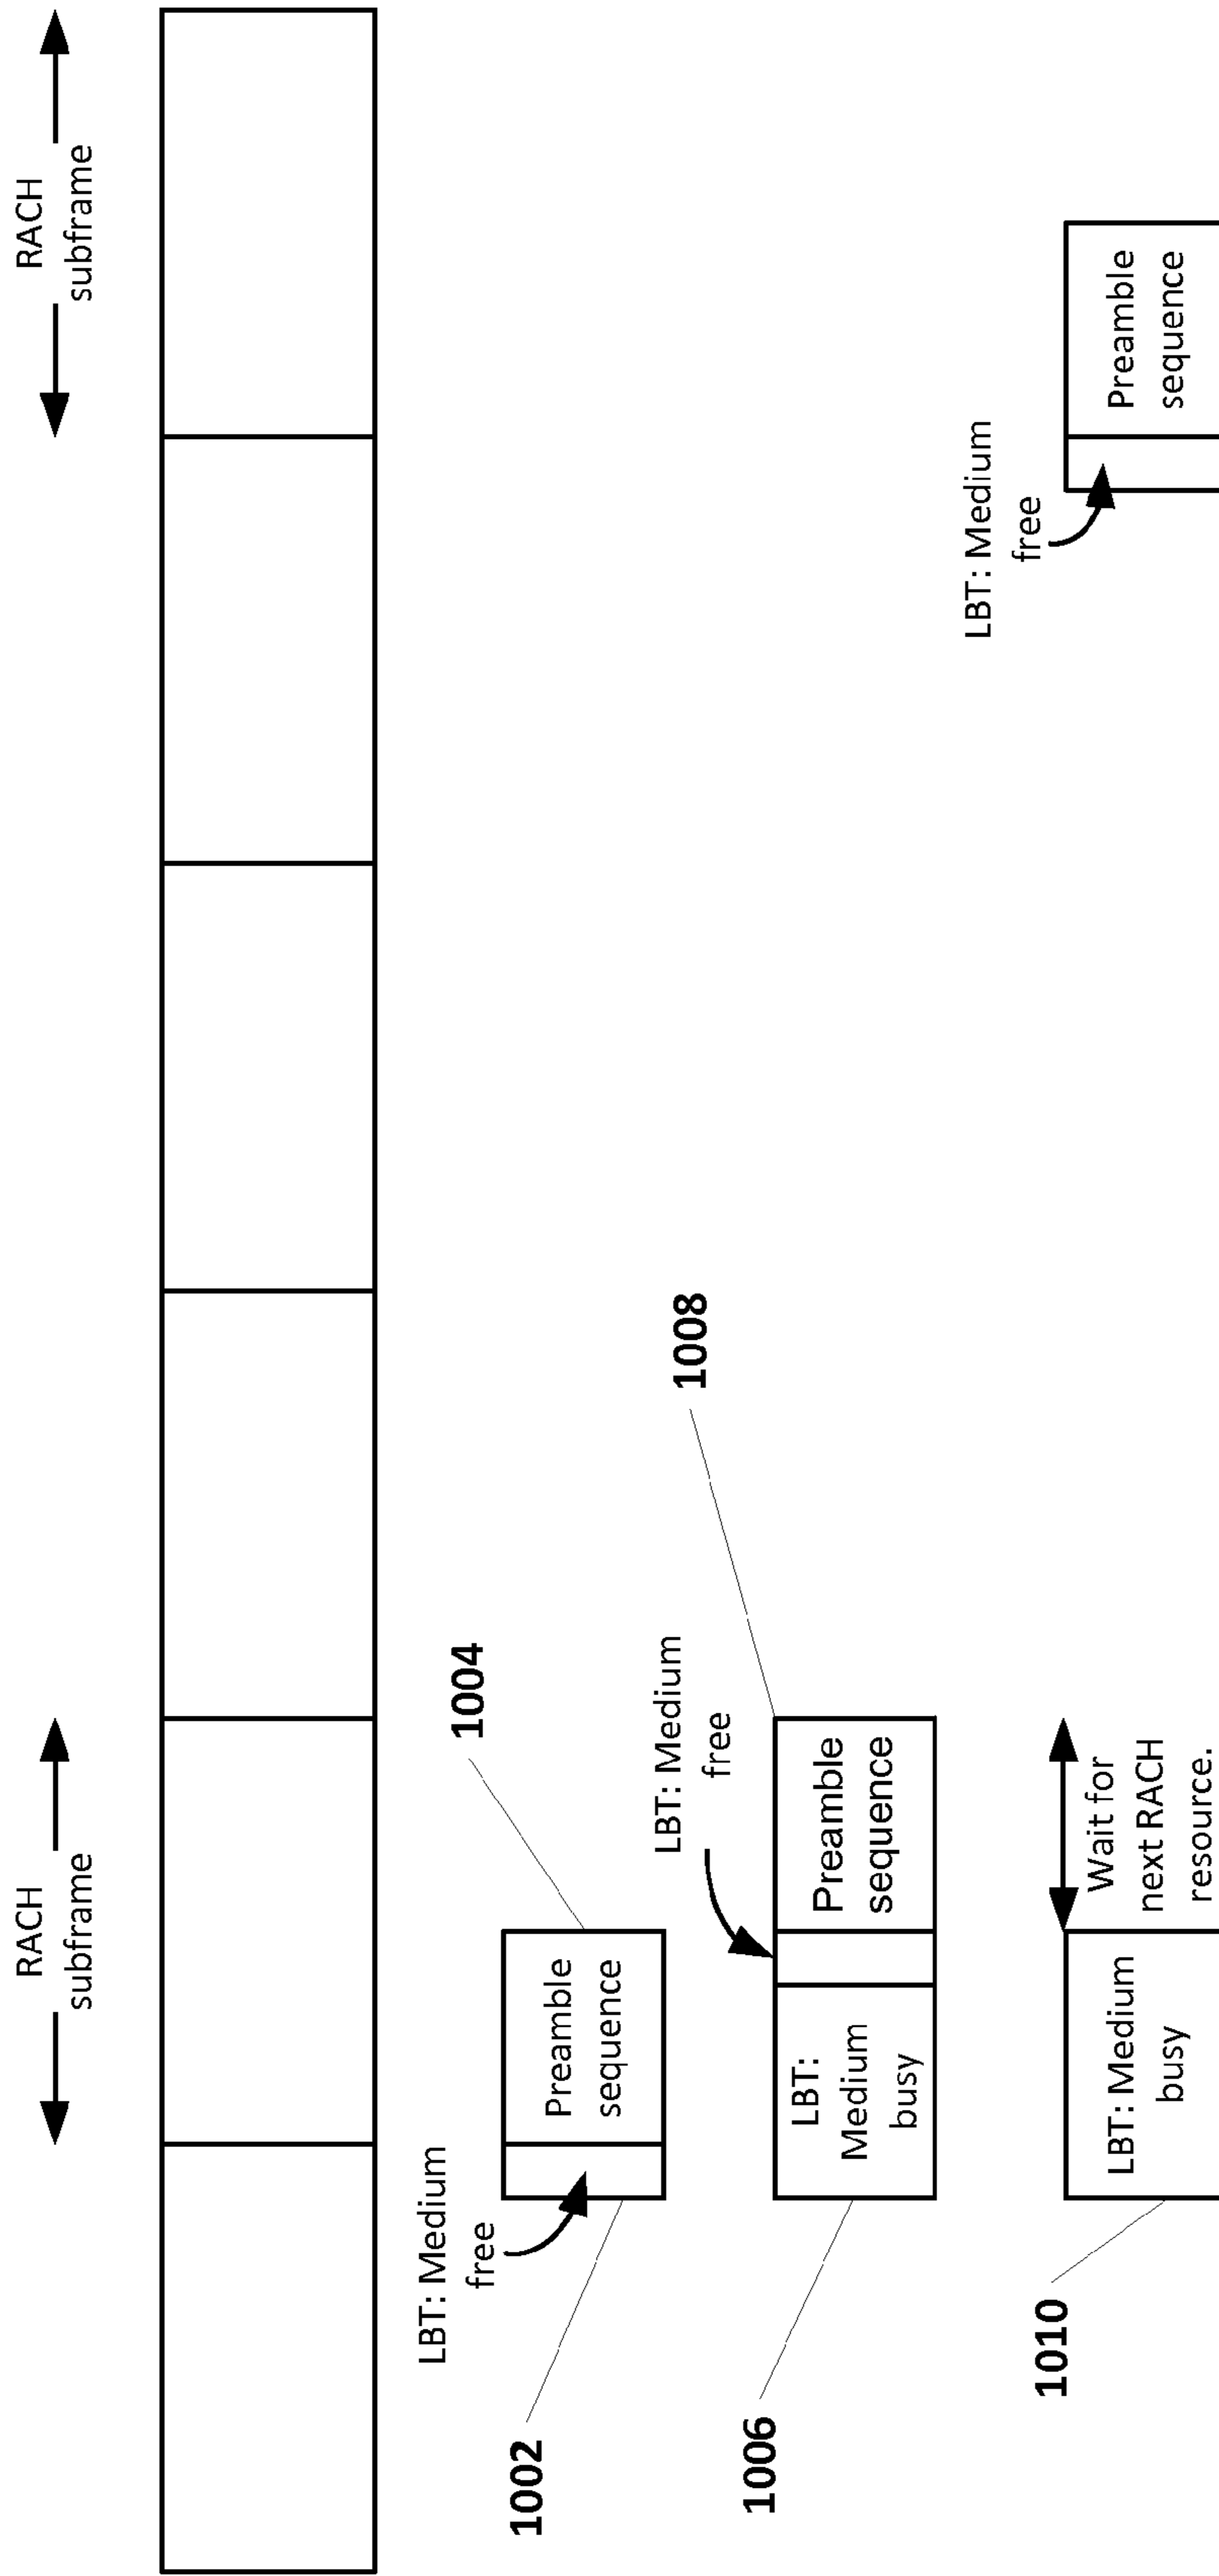 RACH
subframe
RACH
subframe
LBT: Medium
free
Preamble
sequence
1002
1004
LBT:
Medium
busy
LBT: Medium
free
Preamble
sequence
1006
1008
LBT: Medium
busy
Wait for
next RACH
resource.
1010
LBT: Medium
free
Preamble
sequence